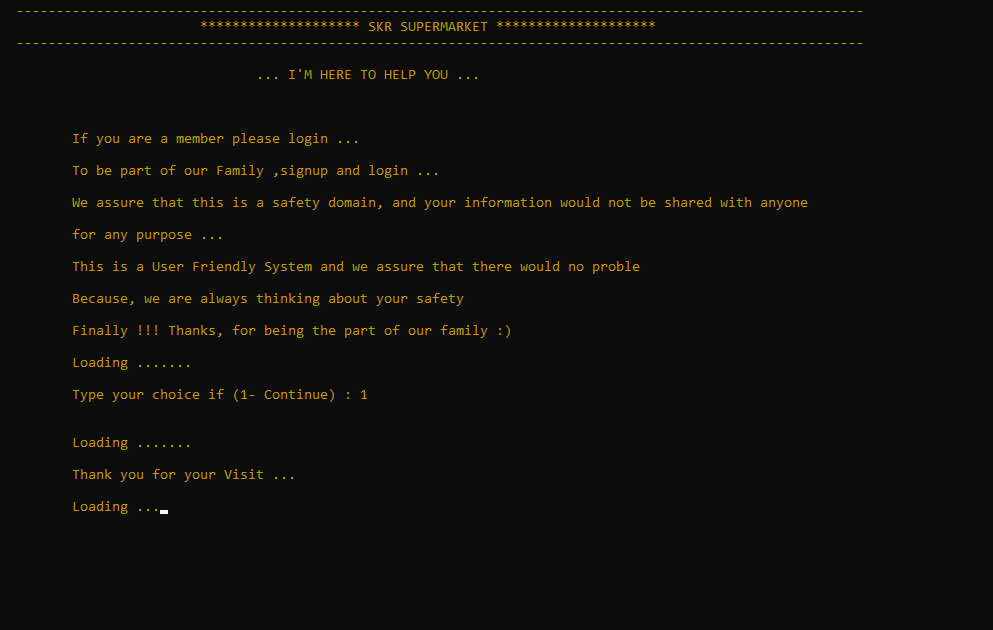 ---------------------------------------------------------------------------------------------------------
******************** SKR SUPERMARKET ********************
---------------------------------------------------------------------------------------------------------
... I'M HERE TO HELP YOU ...
If you are a member please login ...
To be part of our Family ,signup and login ...
We assure that this is a safety domain, and your information would not be shared with anyone
for any purpose ...
This is a User Friendly System and we assure that there would no proble
Because, we are always thinking about your safety
Finally !!! Thanks, for being the part of our family :)
Loading .......
Type your choice if (1- Continue) : 1
Loading .......
Thank you for your Visit ...
Loading ...